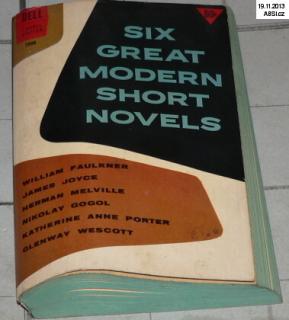 19.11.2013
ABSI.cz
DELL
SIX
GREAT
MODERN
SHORT
NOVELS
WILLIAM FAULKNER
JAMES JOYCE
HERMAN MELVILLE
NIKOLAY GOGOL
KATHERINE ANNE PORTER
GLENWAY WESCOTT